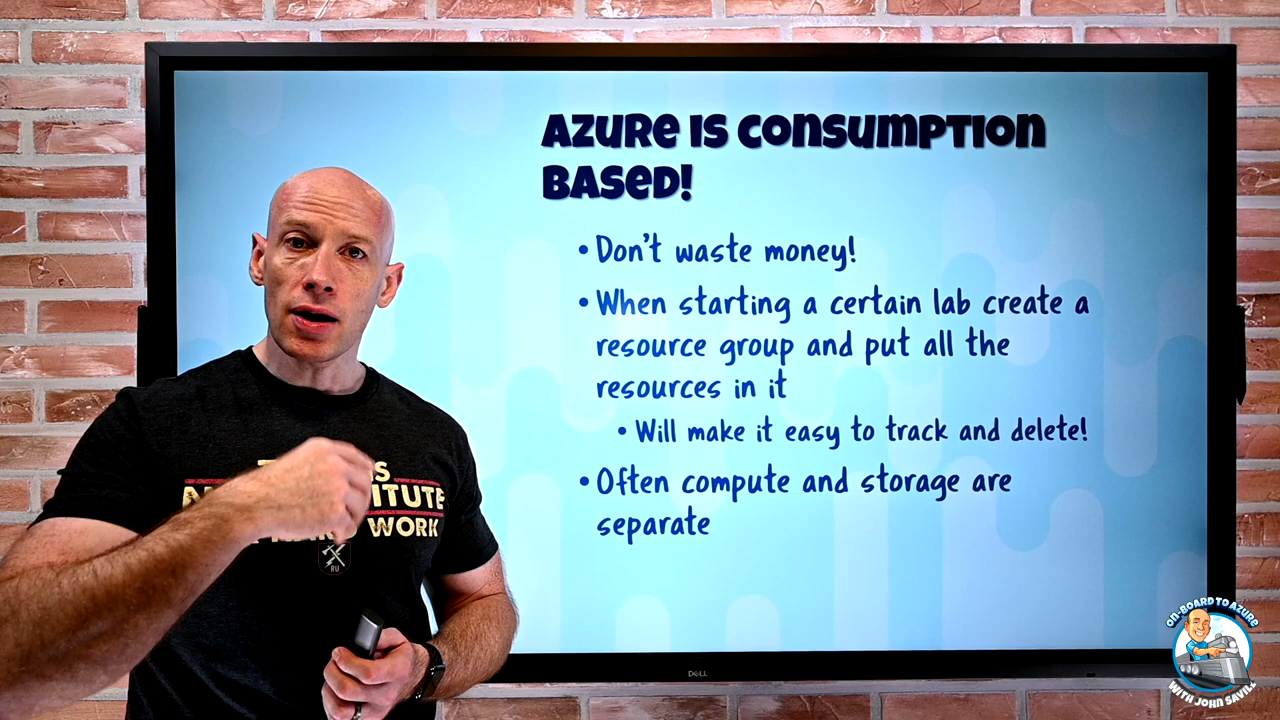 Azure is Consumption
Based!
• Don't waste money!
• When starting a certain lab create a
resource group and put all the
resources in it
• Will make it easy to track and delete!
• Often compute and storage are
separate
WORK
RU
DELL
ON-BOARD TO AZURE
WITH JOHN SAVILL